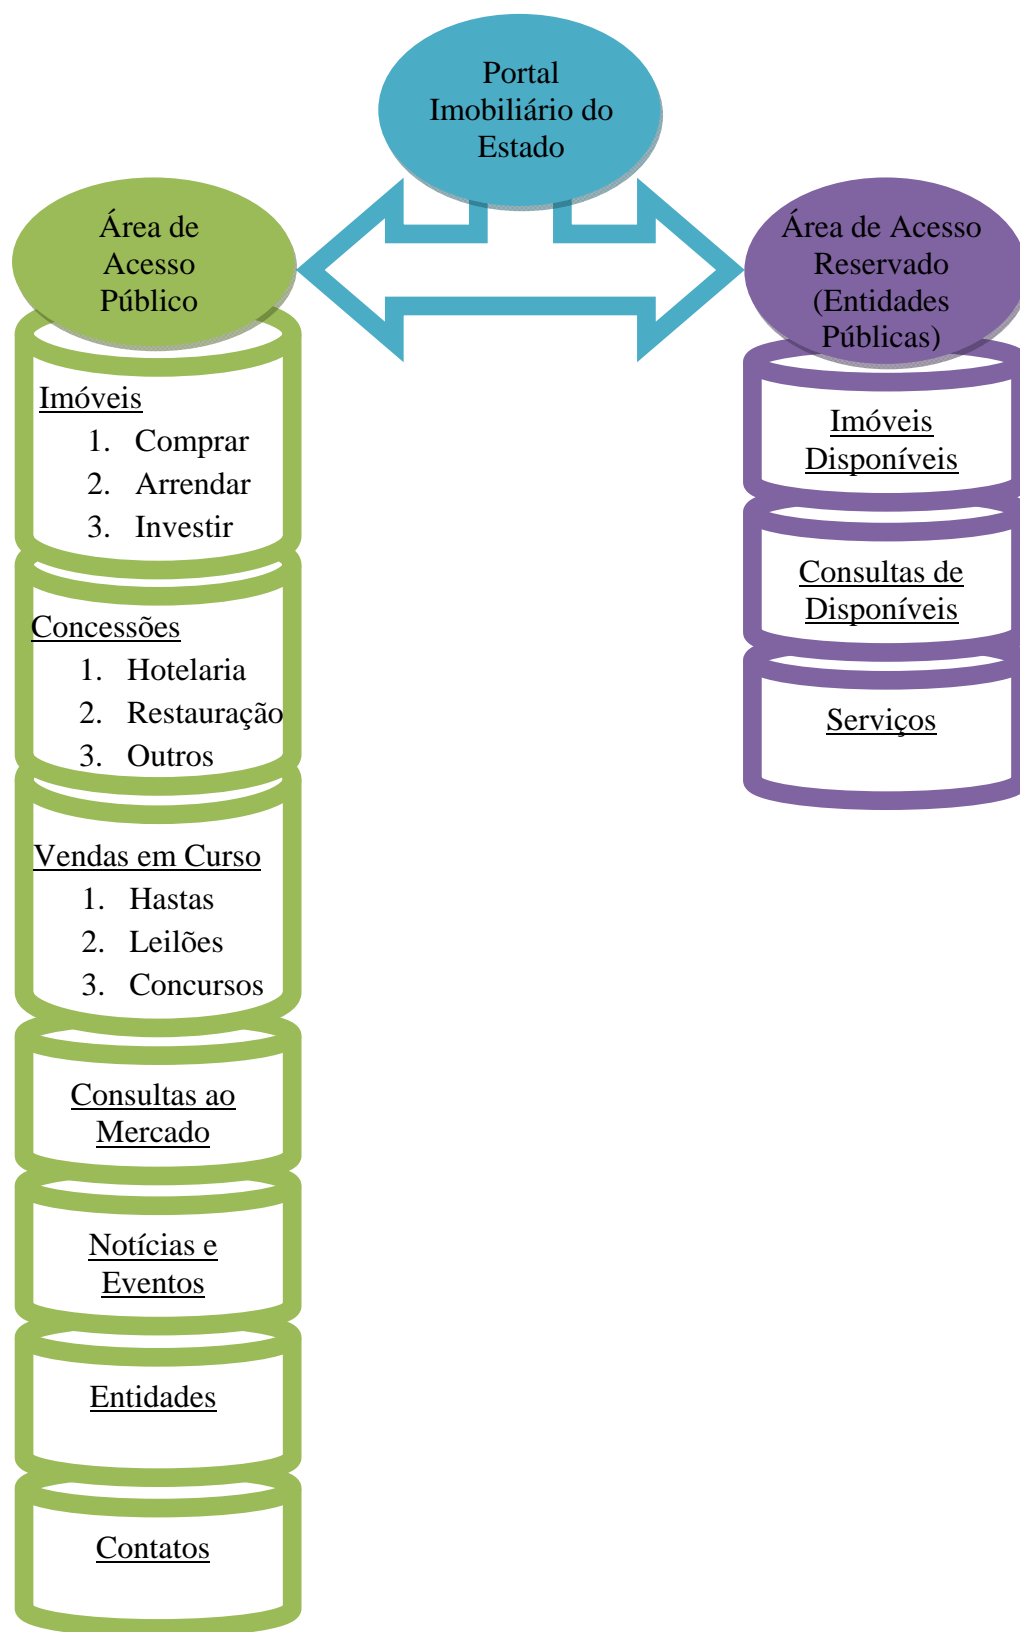 Portal
Imobiliário do
Estado
Área de
Acesso
Público
Área de Acesso
Reservado
(Entidades
Públicas)
Imóveis
1. Comprar
2. Arrendar
3. Investir
Concessões
1. Hotelaria
2. Restauração
3. Outros
Vendas em Curso
1. Hastas
2. Leilões
3. Concursos
Consultas ao
Mercado
Notícias e
Eventos
Entidades
Contatos
Imóveis
Disponíveis
Consultas de
Disponíveis
Serviços